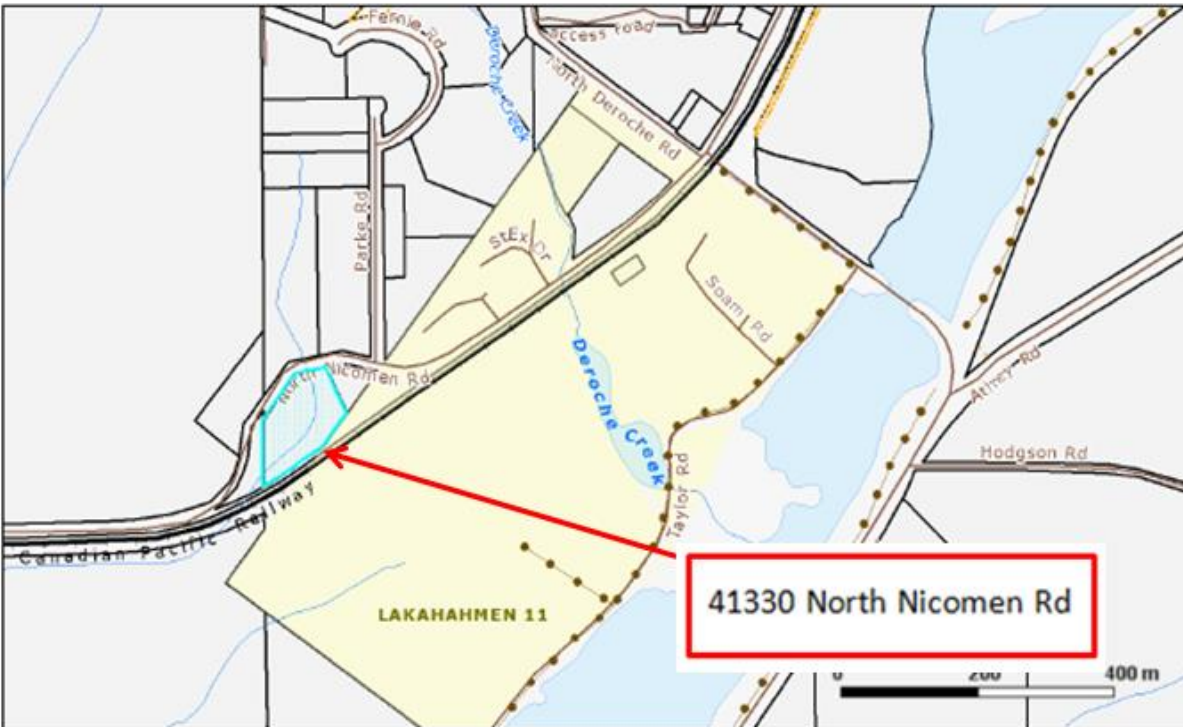 Fernie Rd
access road
Deroche Creek
North Deroche Rd
Parke Rd
StEx Dr
Soam Rd
North Nicomen Rd
Deroche Creek
Athey Rd
Hodgson Rd
Taylor Rd
Canadian Pacific Railway
41330 North Nicomen Rd
LAKAHAHMEN 11
0 200 400 m